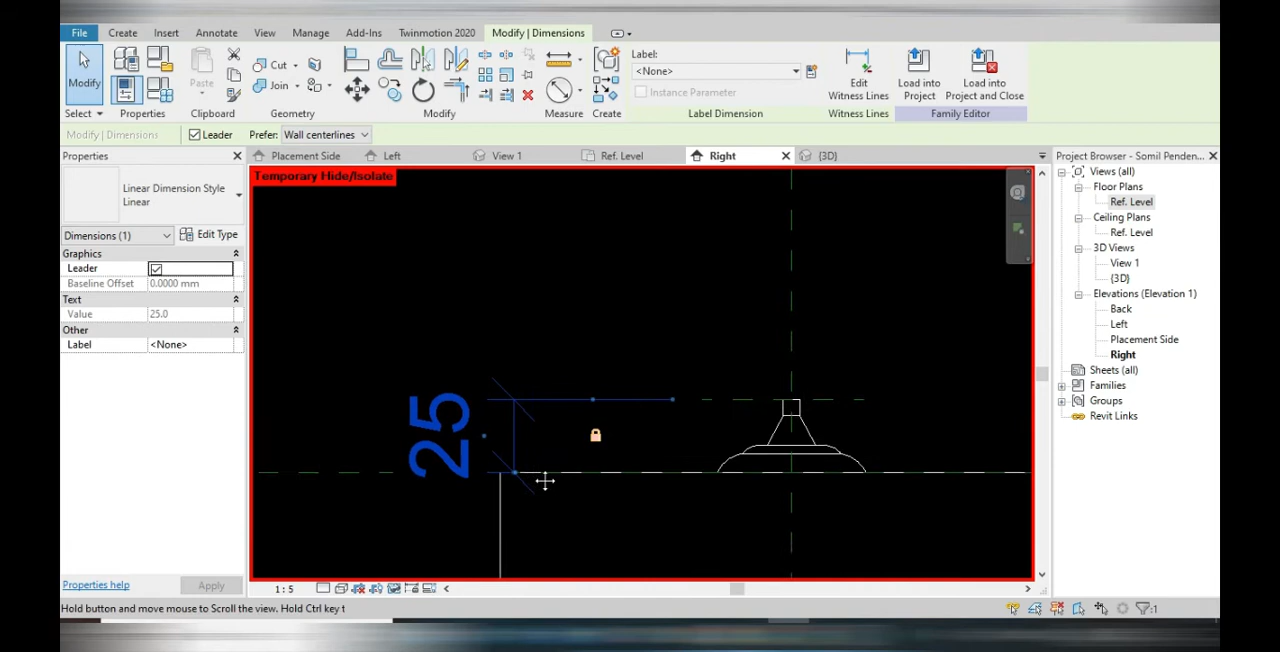 File Create Insert Annotate View Manage Add-Ins Twinmotion 2020 Modify | Dimensions
Modify
Paste
Cut
Join
Label:
<None>
Instance Parameter
Edit
Witness Lines
Load into
Project
Load into
Project and Close
Select Properties Clipboard Geometry Modify Measure Create Label Dimension Witness Lines Family Editor
Modify | Dimensions Leader Prefer: Wall centerlines
Properties
Placement Side Left View 1 Ref. Level Right {3D}
Project Browser - Somil Penden...
Linear Dimension Style
Linear
Dimensions (1) Edit Type
Graphics
Leader
Baseline Offset 0.0000 mm
Text
Value 25.0
Other
Label <None>
Properties help Apply
Temporary Hide/Isolate
25
1 : 5
Views (all)
Floor Plans
Ref. Level
Ceiling Plans
Ref. Level
3D Views
View 1
{3D}
Elevations (Elevation 1)
Back
Left
Placement Side
Right
Sheets (all)
Families
Groups
Revit Links
Hold button and move mouse to Scroll the view. Hold Ctrl key t
:1